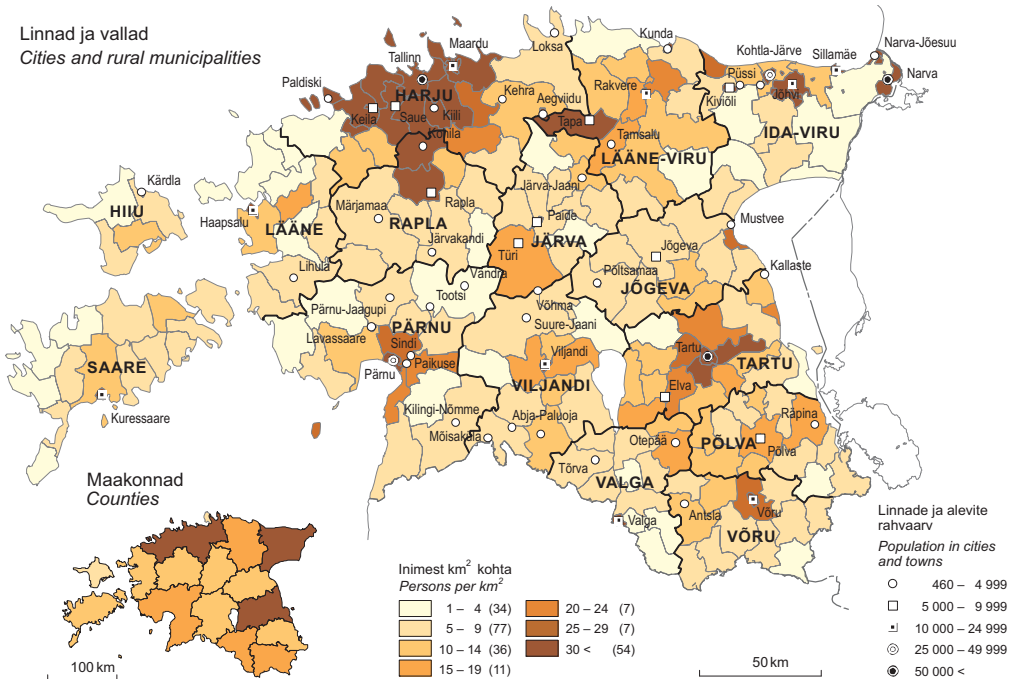 Linnad ja vallad
Cities and rural municipalities
Loksa
Kunda
Maardu
Tallinn
Kohtla-Järve
Sillamäe
Narva-Jõesuu
Paldiski
HARJU
Kehra
Aegviidu
Rakvere
Püssi
Narva
Keila
Saue
Kiili
Kiviõli
Jõhvi
Kohila
Tapa
Tamsalu
IDA-VIRU
LÄÄNE-VIRU
Kärdla
Järva-Jaani
HIIU
Haapsalu
LÄÄNE
Märjamaa
RAPLA
Rapla
Paide
Mustvee
Järvakandi
Türi
JÄRVA
Jõgeva
Lihula
Vändra
Põltsamaa
Kallaste
Tootsi
JÕGEVA
Pärnu-Jaagupi
Võhma
PÄRNU
Suure-Jaani
Lavassaare
Sindi
Tartu
SAARE
Pärnu
Paikuse
Viljandi
TARTU
VILJANDI
Elva
Kuressaare
Kilingi-Nõmme
Abja-Paluoja
Räpina
Mõisaküla
Otepää
PÕLVA
Põlva
Tõrva
VALGA
Maakonnad
Counties
Valga
Antsla
Võru
VÕRU
Linnade ja alevite
rahvaarv
Population in cities
and towns
460 – 4 999
5 000 – 9 999
10 000 – 24 999
25 000 – 49 999
50 000 <
Inimest km² kohta
Persons per km²
1 – 4 (34)
5 – 9 (77)
10 – 14 (36)
15 – 19 (11)
20 – 24 (7)
25 – 29 (7)
30 < (54)
100 km
50 km